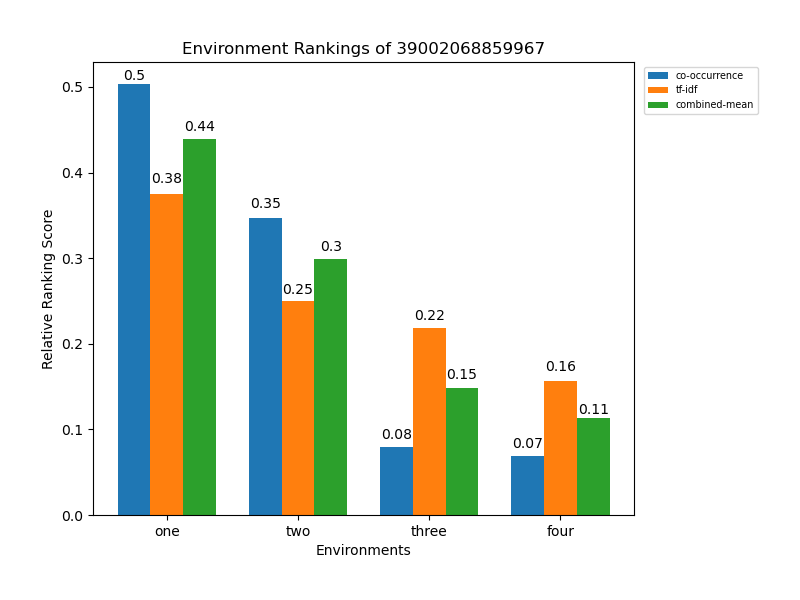 Environment Rankings of 39002068859967
co-occurrence
tf-idf
combined-mean
Relative Ranking Score
0.5
0.4
0.3
0.2
0.1
0.0
0.5
0.38
0.44
0.35
0.25
0.3
0.08
0.22
0.15
0.07
0.16
0.11
one two three four
Environments